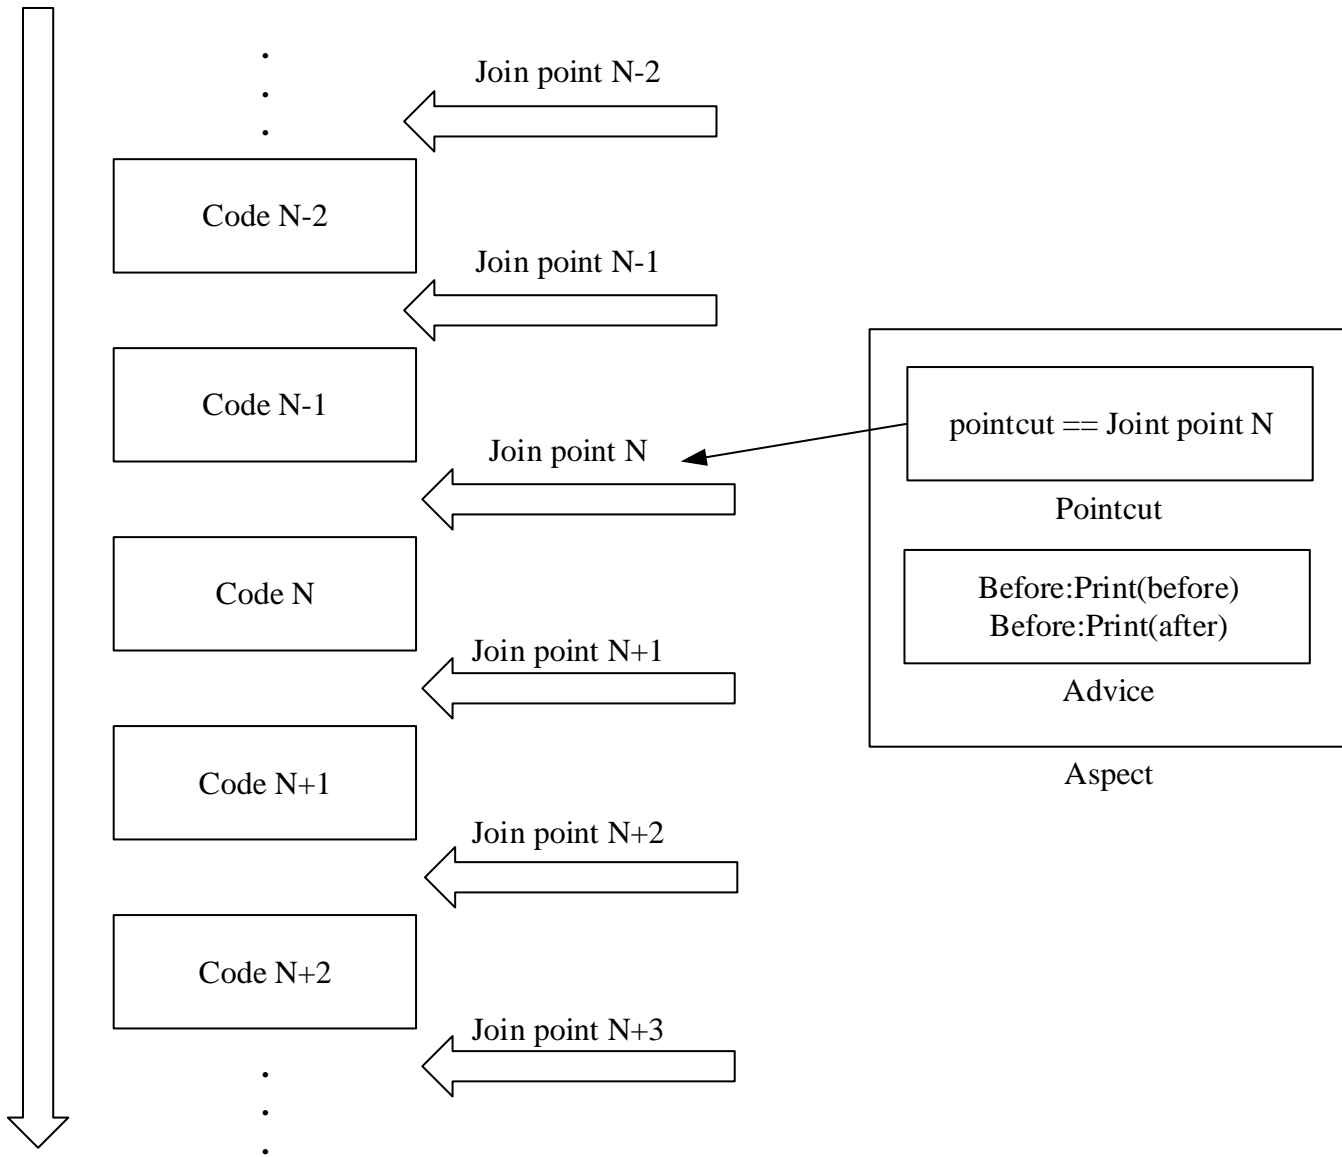 Join point N-2
Code N-2
Join point N-1
Code N-1
Join point N
Code N
Join point N+1
Code N+1
Join point N+2
Code N+2
Join point N+3
pointcut == Joint point N
Pointcut
Before:Print(before)
Before:Print(after)
Advice
Aspect